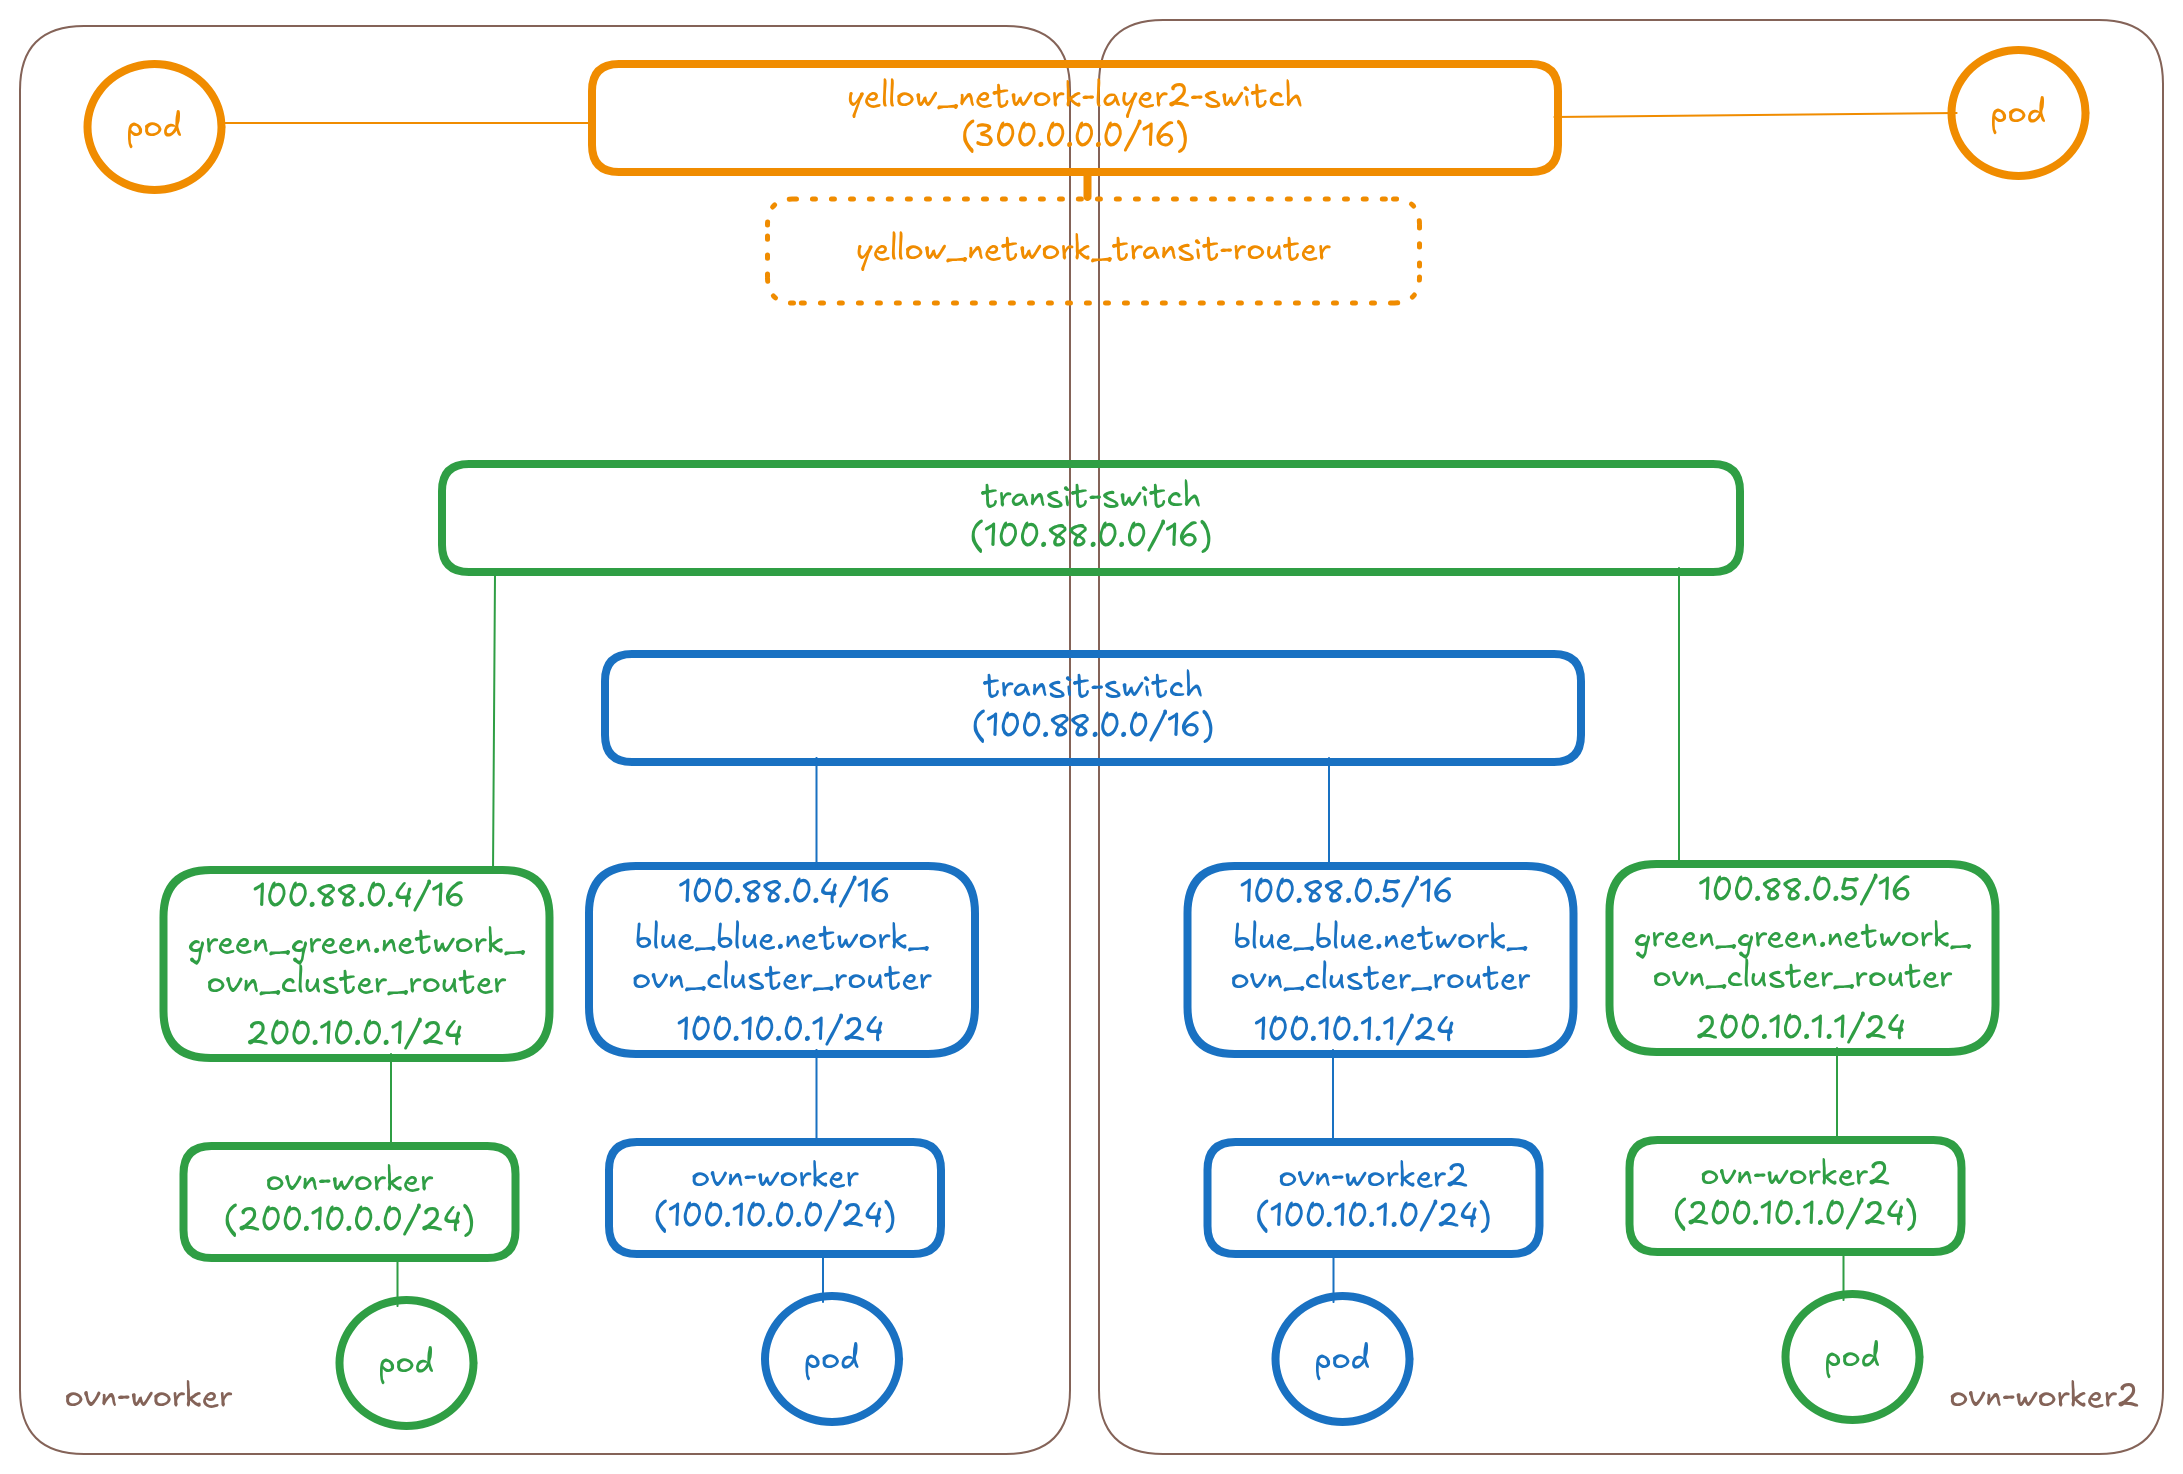 pod
yellow_network-layer2-switch
(300.0.0.0/16)
pod
yellow_network_transit-router
transit-switch
(100.88.0.0/16)
transit-switch
(100.88.0.0/16)
100.88.0.4/16
green_green.network_
ovn_cluster_router
200.10.0.1/24
100.88.0.4/16
blue_blue.network_
ovn_cluster_router
100.10.0.1/24
100.88.0.5/16
blue_blue.network_
ovn_cluster_router
100.10.1.1/24
100.88.0.5/16
green_green.network_
ovn_cluster_router
200.10.1.1/24
ovn-worker
(200.10.0.0/24)
ovn-worker
(100.10.0.0/24)
ovn-worker2
(100.10.1.0/24)
ovn-worker2
(200.10.1.0/24)
pod
pod
pod
pod
ovn-worker
ovn-worker2